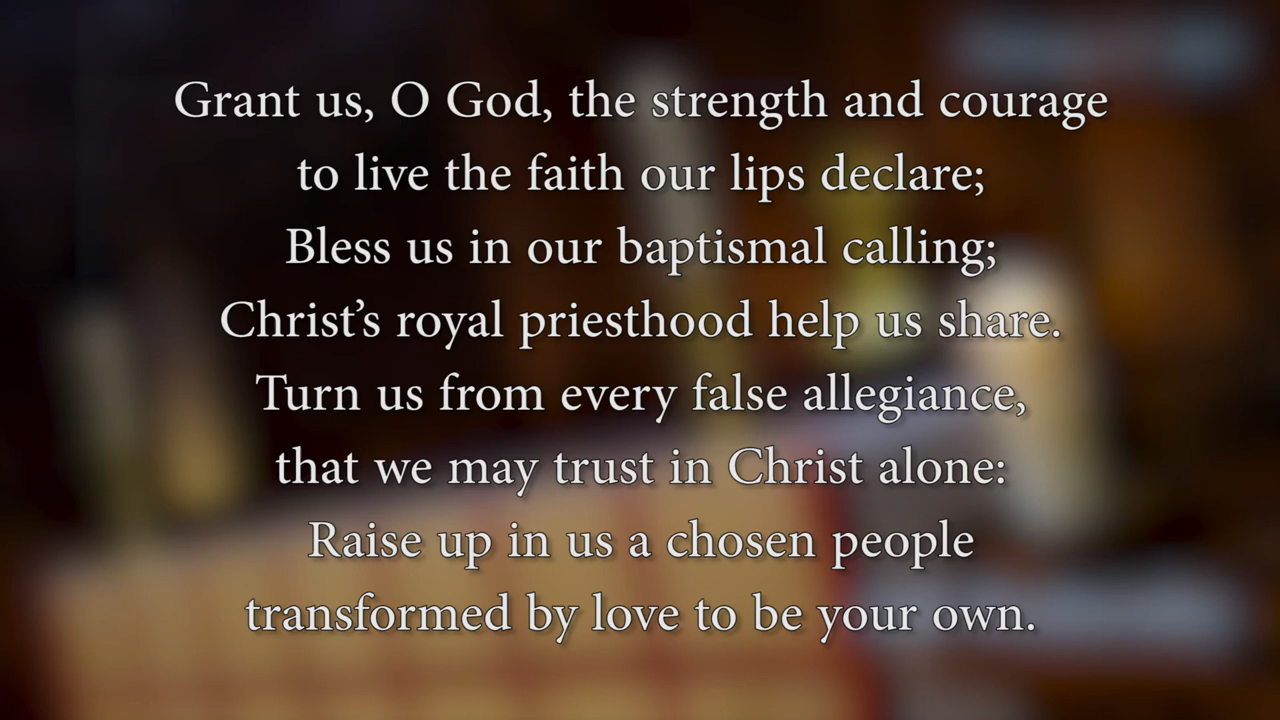 Grant us, O God, the strength and courage
to live the faith our lips declare;
Bless us in our baptismal calling;
Christ’s royal priesthood help us share.
Turn us from every false allegiance,
that we may trust in Christ alone:
Raise up in us a chosen people
transformed by love to be your own.